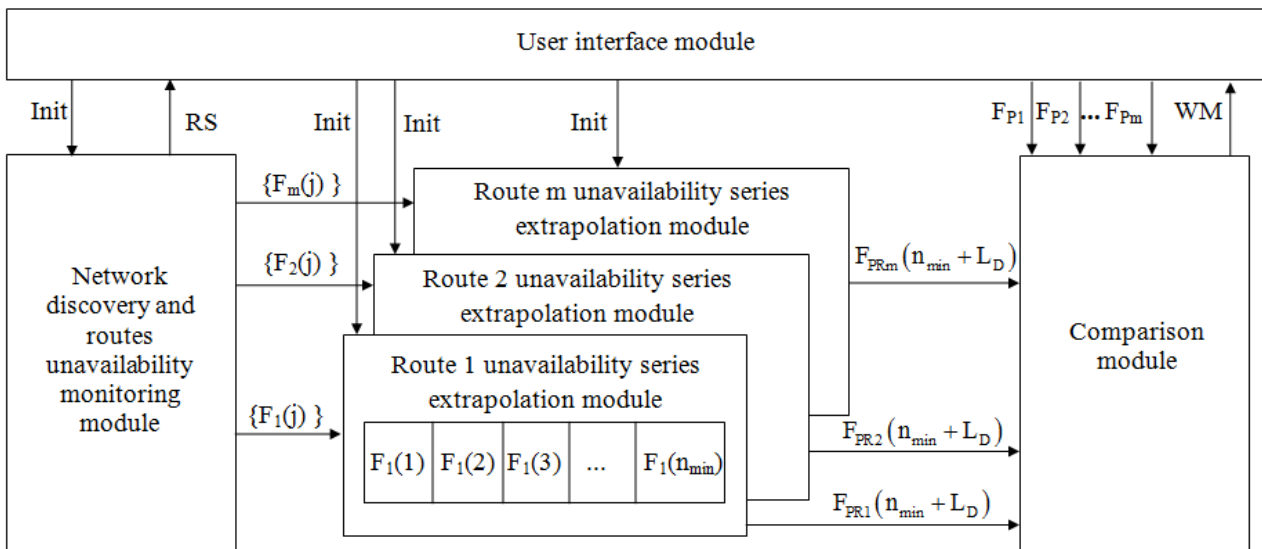 User interface module
Init
RS
Init
Init
Init
F_P1 F_P2 ... F_Pm
WM
{F_m(j) }
Route m unavailability series
extrapolation module
{F_2(j) }
Route 2 unavailability series
extrapolation module
F_PRm(n_min + L_D)
Network
discovery and
routes
unavailability
monitoring
module
Route 1 unavailability series
extrapolation module
Comparison
module
{F_1(j) }
F_1(1) F_1(2) F_1(3) ... F_1(n_min)
F_PR2(n_min + L_D)
F_PR1(n_min + L_D)